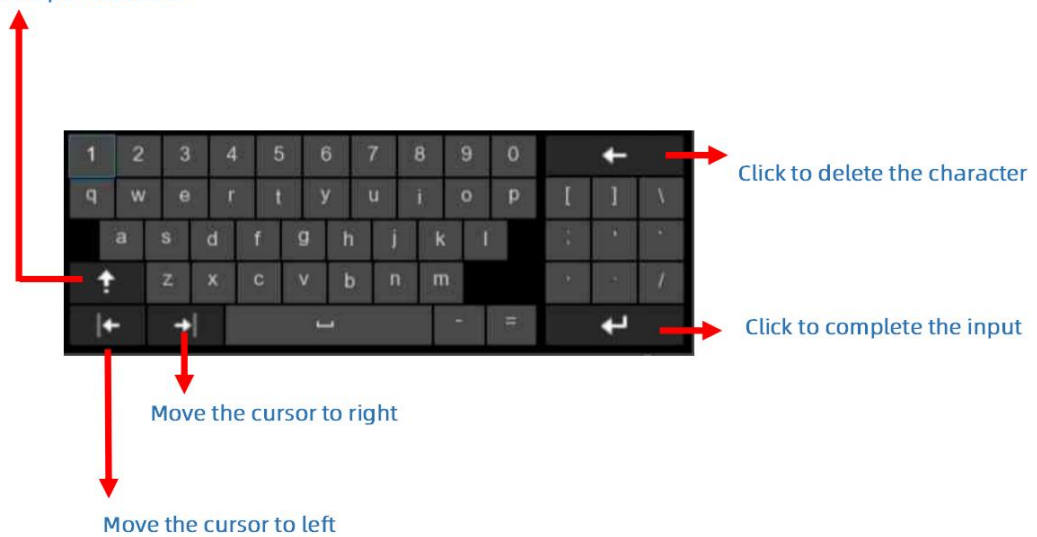 1 2 3 4 5 6 7 8 9 0
q w e r t y u i o p [ ] \
a s d f g h j k l ; '
z x c v b n m /
- =
Click to delete the character
Click to complete the input
Move the cursor to right
Move the cursor to left